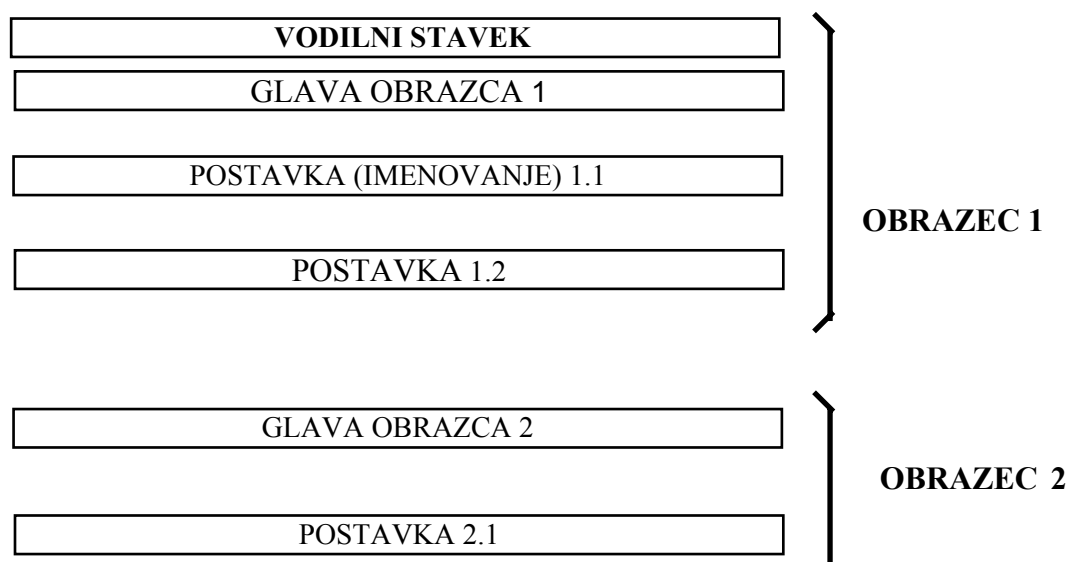 VODILNI STAVEK
GLAVA OBRAZCA 1
POSTAVKA (IMENOVANJE) 1.1
OBRAZEC 1
POSTAVKA 1.2
GLAVA OBRAZCA 2
OBRAZEC 2
POSTAVKA 2.1